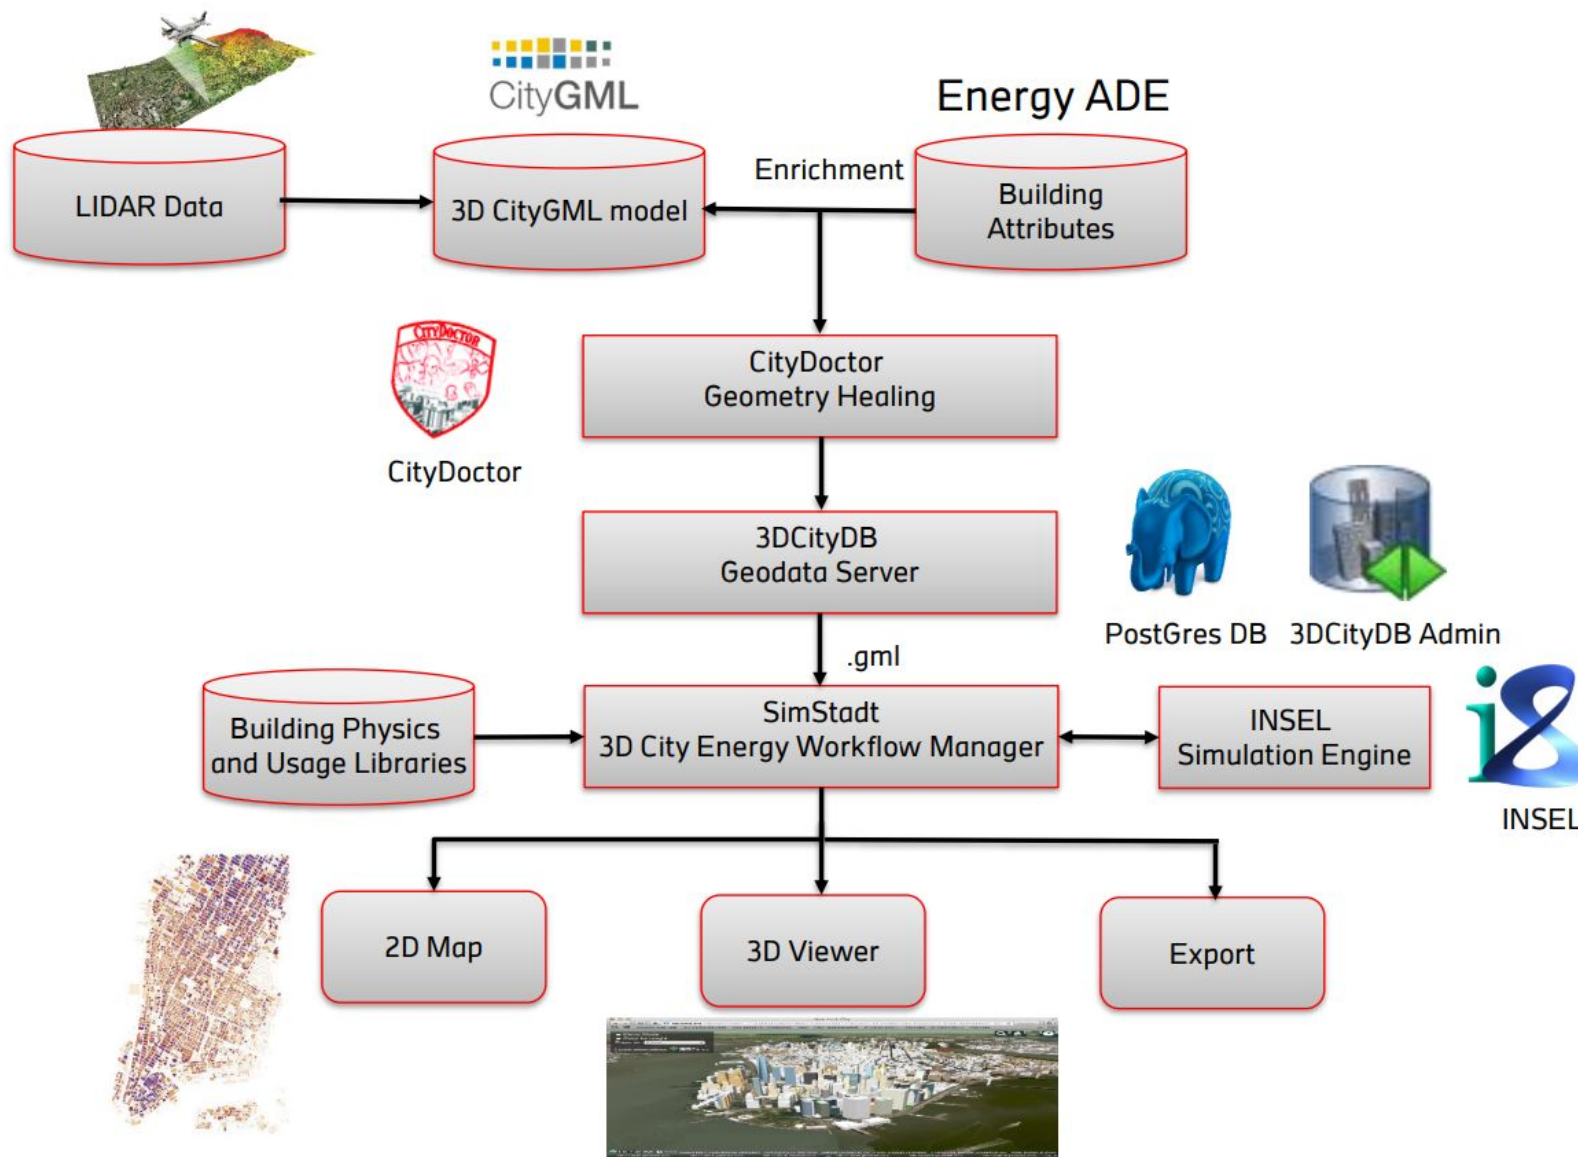 CityGML
Energy ADE
LIDAR Data
3D CityGML model
Enrichment
Building
Attributes
CITYDOCTOR
CityDoctor
CityDoctor
Geometry Healing
3DCityDB
Geodata Server
PostGres DB
3DCityDB Admin
.gml
Building Physics
and Usage Libraries
SimStadt
3D City Energy Workflow Manager
INSEL
Simulation Engine
i8
INSEL
2D Map
3D Viewer
Export